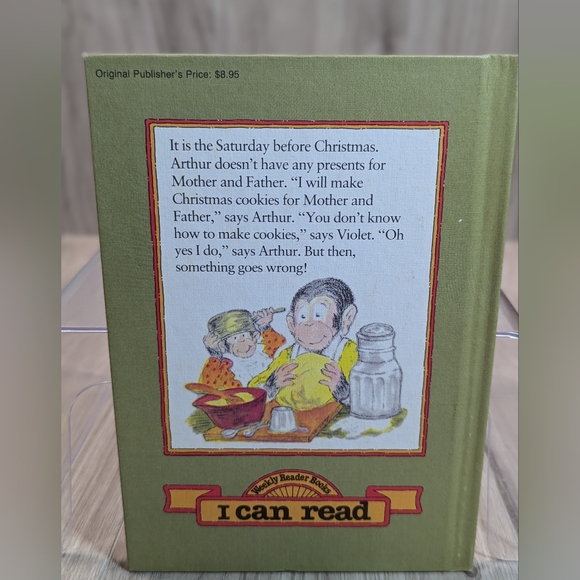 Original Publisher's Price: $8.95
It is the Saturday before Christmas.
Arthur doesn't have any presents for
Mother and Father. “I will make
Christmas cookies for Mother and
Father,” says Arthur. “You don't know
how to make cookies,” says Violet. “Oh
yes I do,” says Arthur. But then,
something goes wrong!
Weekly Reader Books
I can read